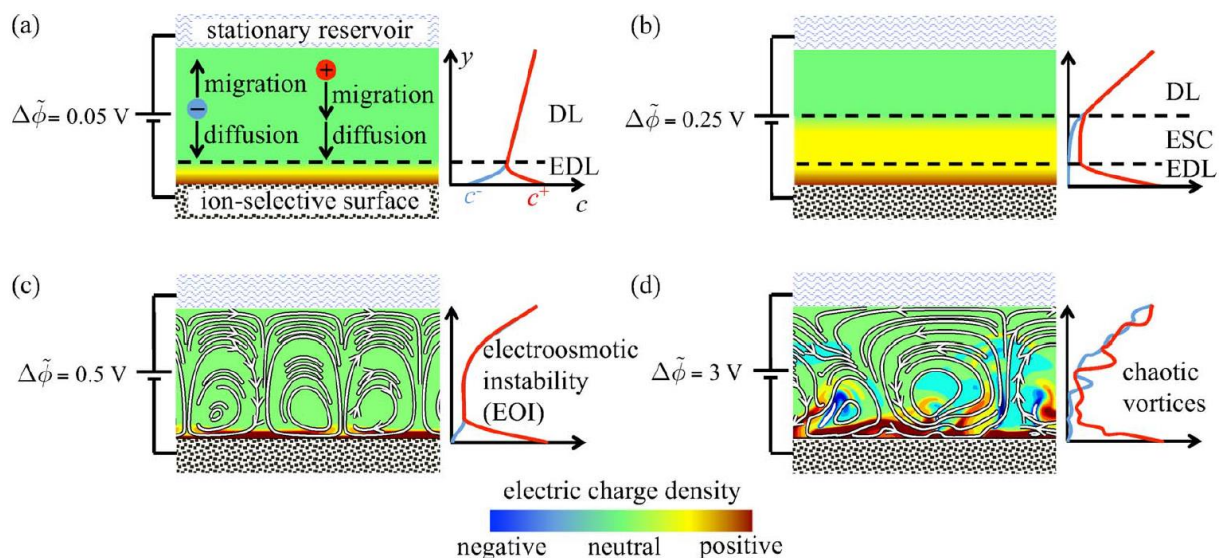 (a)
stationary reservoir
Δϕ̃ = 0.05 V
migration
+
−
migration
diffusion
diffusion
ion-selective surface
y
DL
EDL
c⁻
c⁺
c
(b)
Δϕ̃ = 0.25 V
DL
ESC
EDL
(c)
Δϕ̃ = 0.5 V
electroosmotic
instability
(EOI)
(d)
Δϕ̃ = 3 V
chaotic
vortices
electric charge density
negative neutral positive